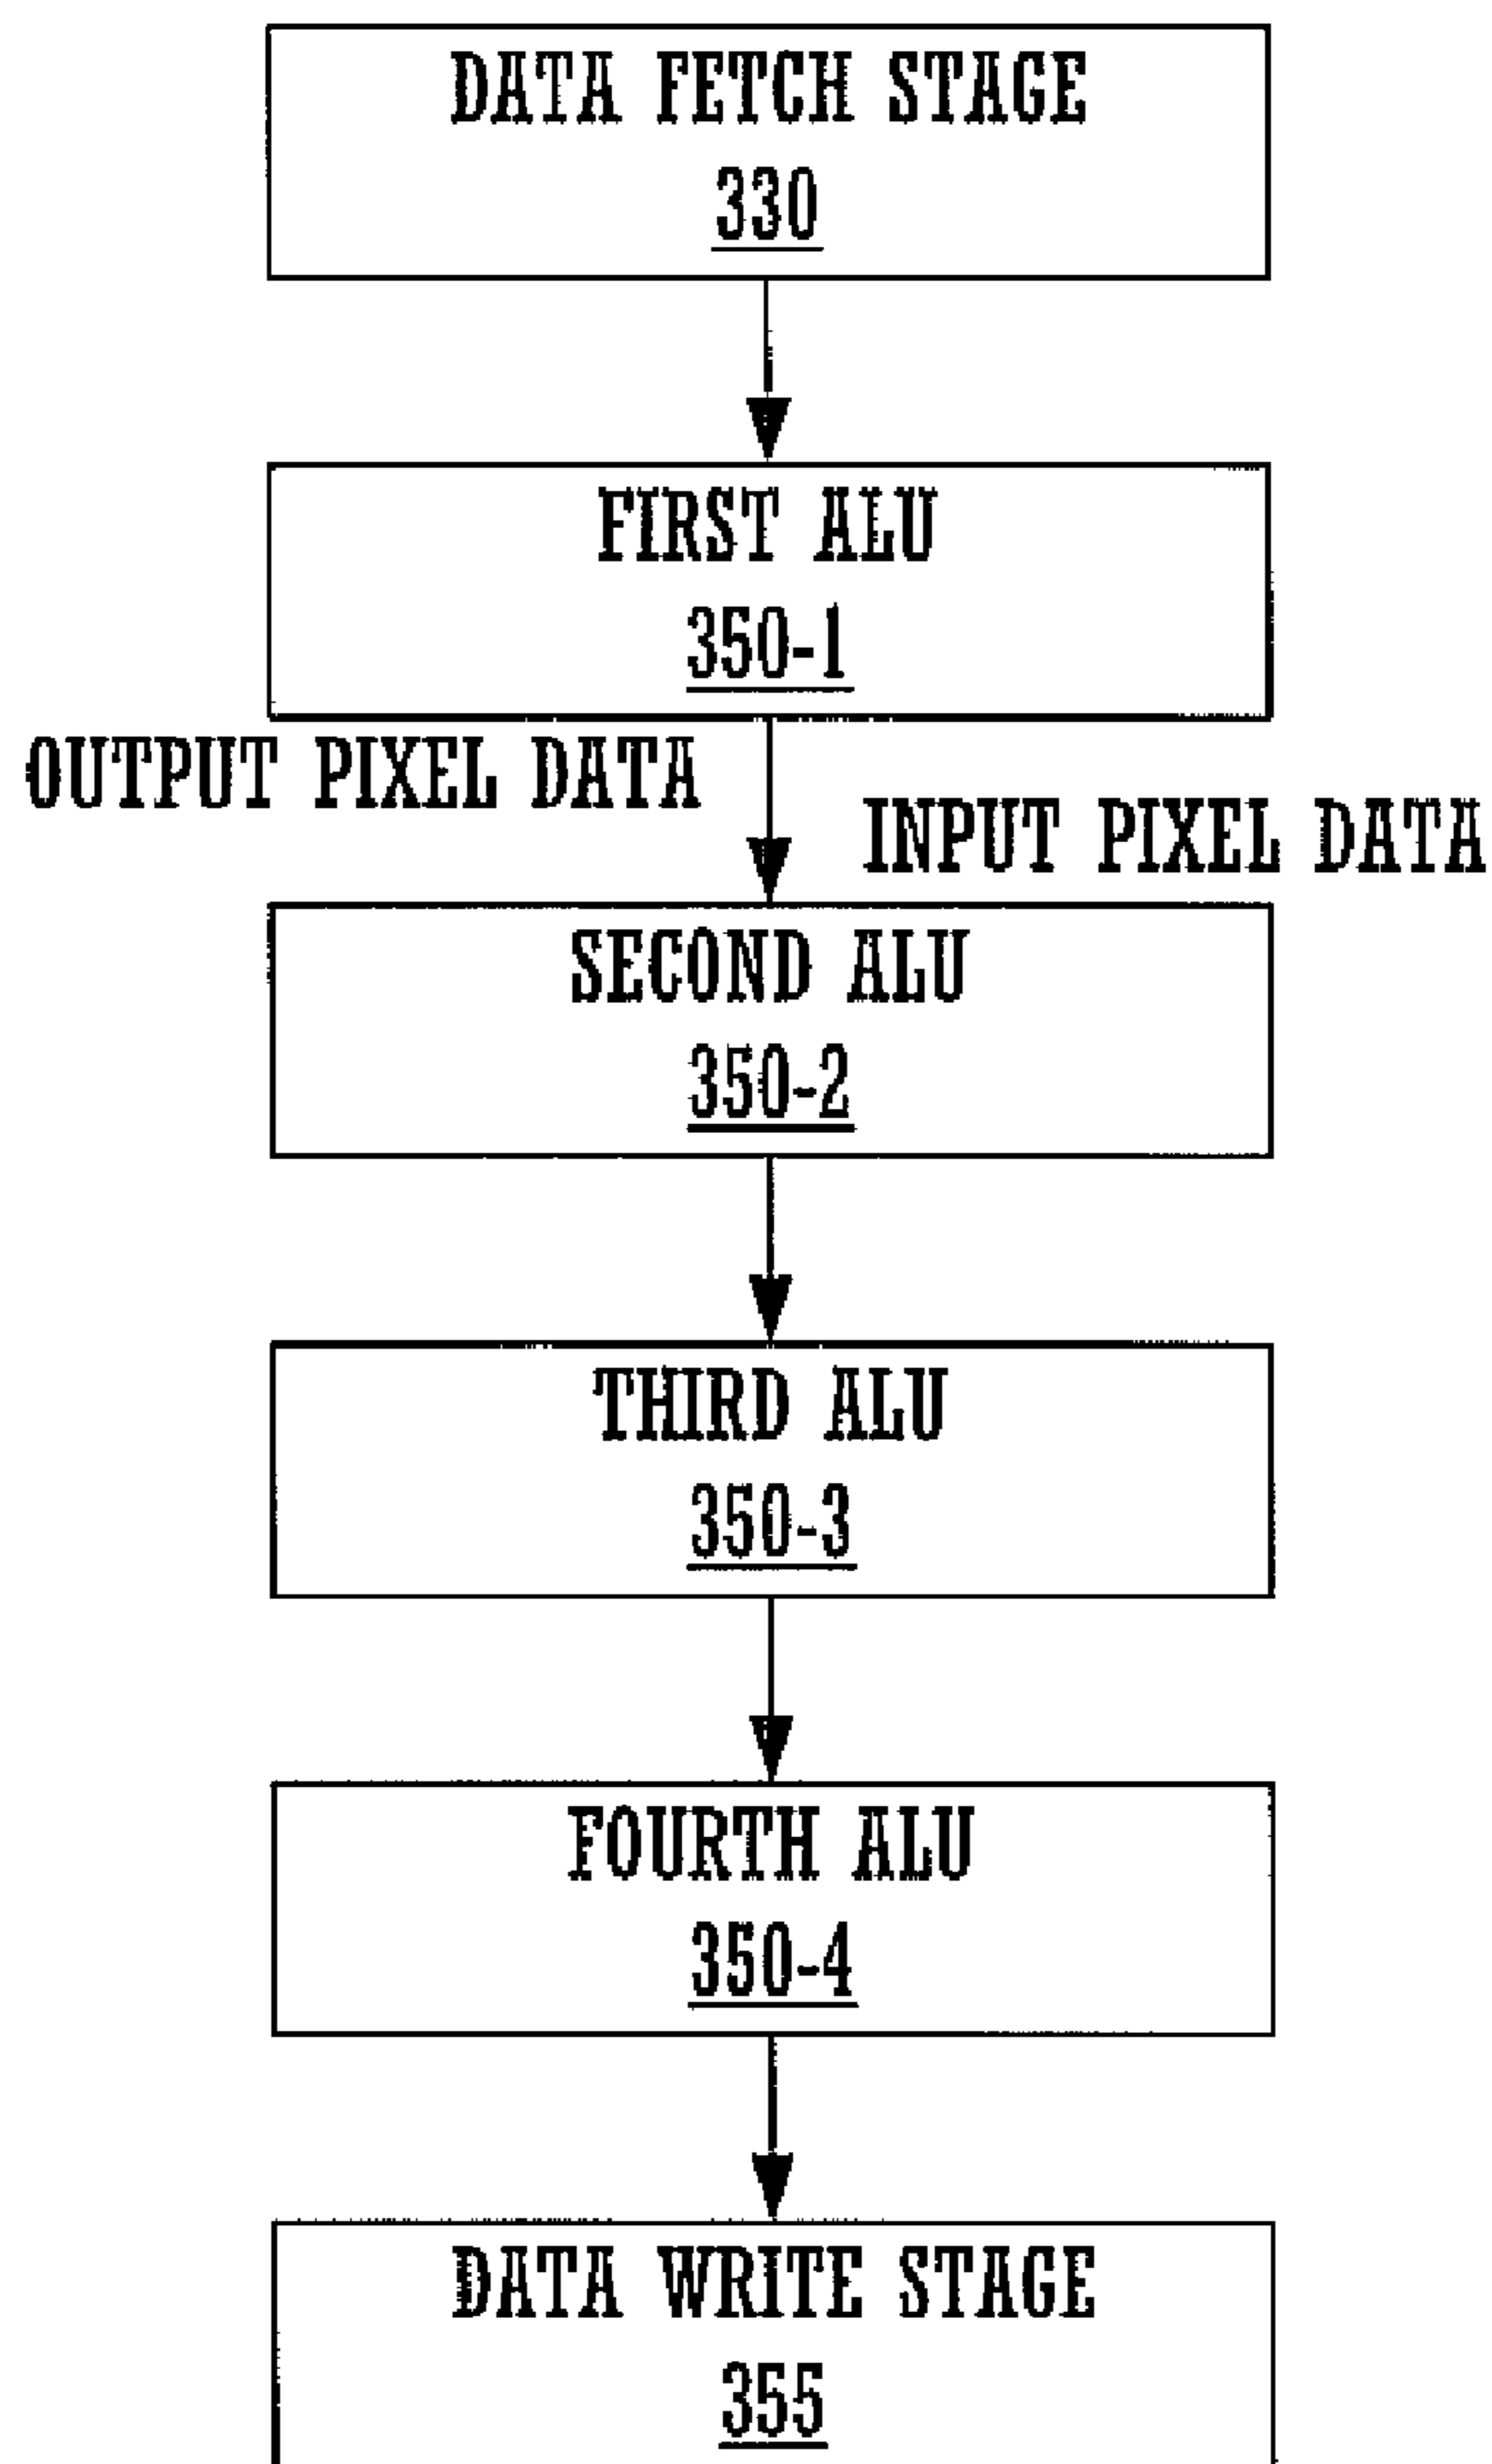 DATA FETCH STAGE
330
FIRST ALU
350-1
OUTPUT PIXEL DATA
INPUT PIXEL DATA
SECOND ALU
350-2
THIRD ALU
350-3
FOURTH ALU
350-4
DATA WRITE STAGE
355